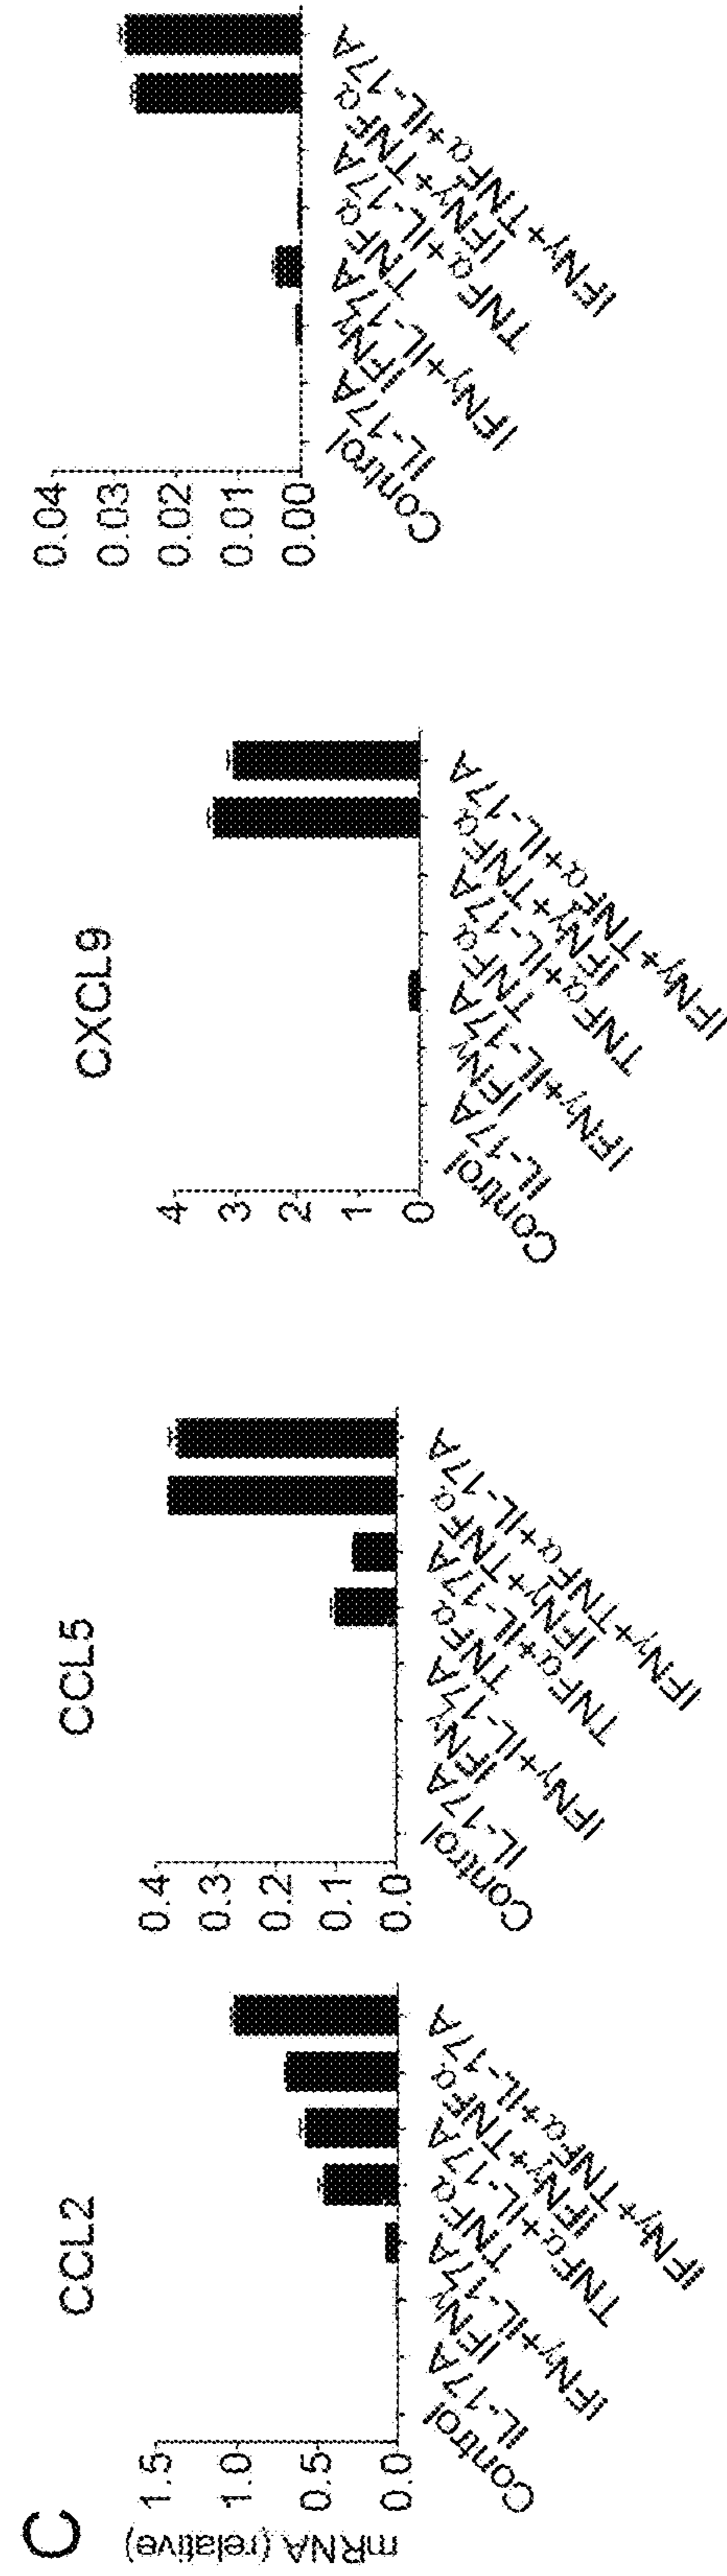 C
CCL2
mRNA (relative)
1.5
1.0
0.5
0.0
Control
IL-17A
IFNγ
IFNγ+IL-17A
TNFα
TNFα+IL-17A
IFNγ+TNFα
IFNγ+TNFα+IL-17A
CCL5
0.4
0.3
0.2
0.1
0.0
Control
IL-17A
IFNγ
IFNγ+IL-17A
TNFα
TNFα+IL-17A
IFNγ+TNFα
IFNγ+TNFα+IL-17A
CXCL9
4
3
2
1
0
Control
IL-17A
IFNγ
IFNγ+IL-17A
TNFα
TNFα+IL-17A
IFNγ+TNFα
IFNγ+TNFα+IL-17A
0.04
0.03
0.02
0.01
0.00
Control
IL-17A
IFNγ
IFNγ+IL-17A
TNFα
TNFα+IL-17A
IFNγ+TNFα
IFNγ+TNFα+IL-17A